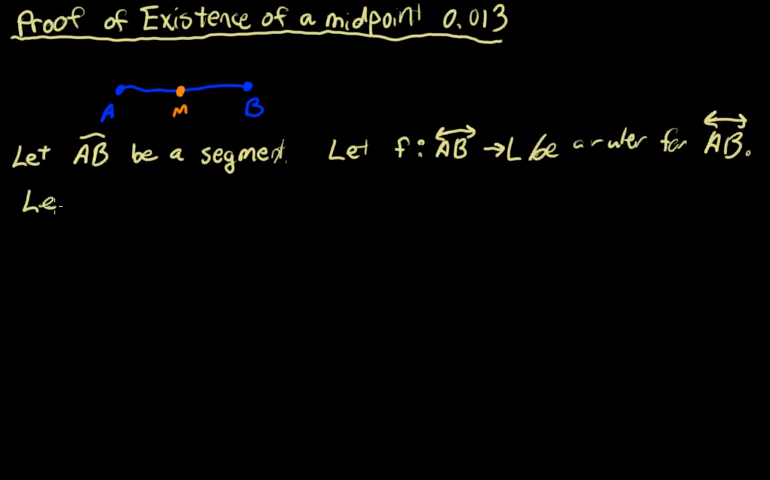 Proof of Existence of a midpoint 0.013
A M B
Let AB be a segment. Let f: AB → L be a ruler for AB.
Le